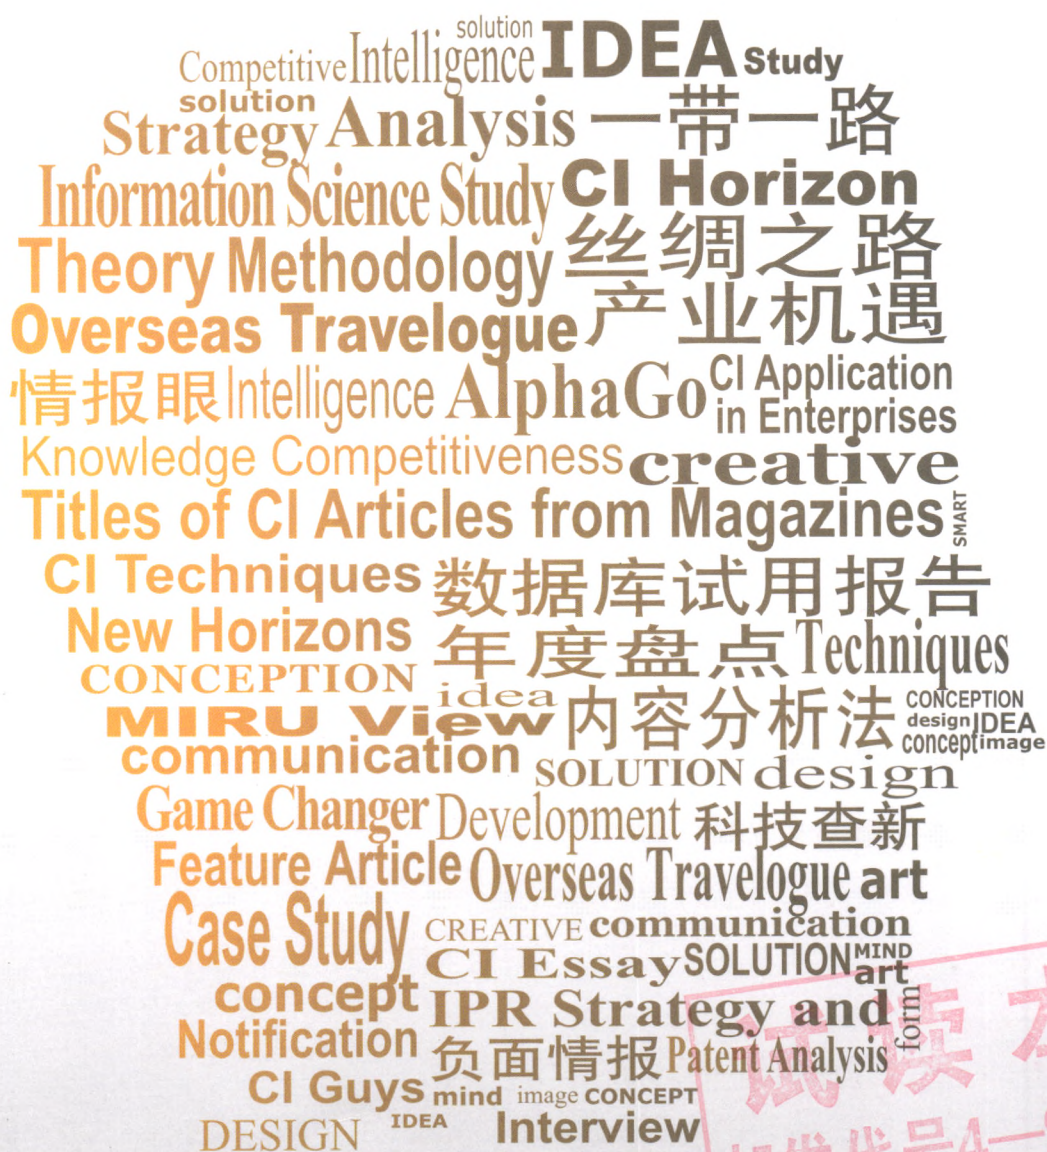 solution
Competitive Intelligence IDEA Study
solution
Strategy Analysis 一带一路
Information Science Study CI Horizon
Theory Methodology 丝绸之路
Overseas Travelogue 产业机遇
情报眼 Intelligence AlphaGo CI Application
in Enterprises
Knowledge Competitiveness creative
Titles of CI Articles from Magazines SMART
CI Techniques 数据库试用报告
New Horizons 年度盘点 Techniques
CONCEPTION idea
MIRU View 内容分析法 CONCEPTION
design IDEA
concept image
communication SOLUTION design
Game Changer Development 科技查新
Feature Article Overseas Travelogue art
Case Study CREATIVE communication
CI Essay SOLUTION MIND
art
concept IPR Strategy and form
Notification 负面情报 Patent Analysis
CI Guys mind image CONCEPT
DESIGN IDEA Interview
试读